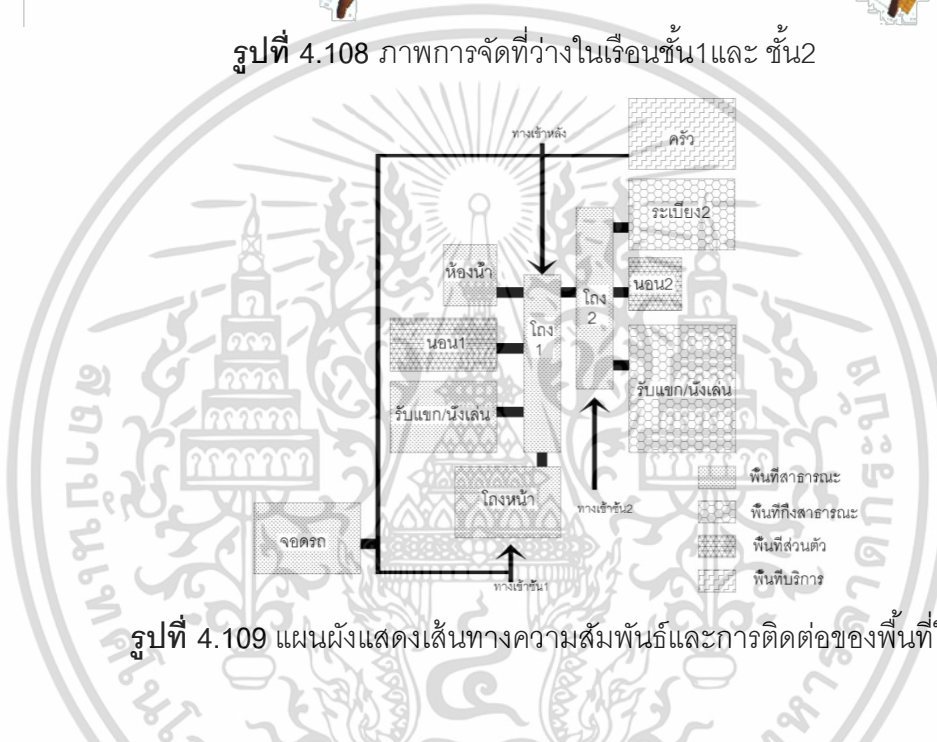 รูปที่ 4.108 ภาพการจัดที่ว่างในเรือนชั้น1และ ชั้น2
ทางเข้าหลัง
ครัว
ระเบียง2
ห้องน้ำ
นอน2
โถง
2
โถง
1
นอน1
รับแขก/นั่งเล่น
รับแขก/นั่งเล่น
โถงหน้า
ทางเข้าชั้น2
จอดรถ
ทางเข้าชั้น1
พื้นที่สาธารณะ
พื้นที่กึ่งสาธารณะ
พื้นที่ส่วนตัว
พื้นที่บริการ
รูปที่ 4.109 แผนผังแสดงเส้นทางความสัมพันธ์และการติดต่อของพื้นที่